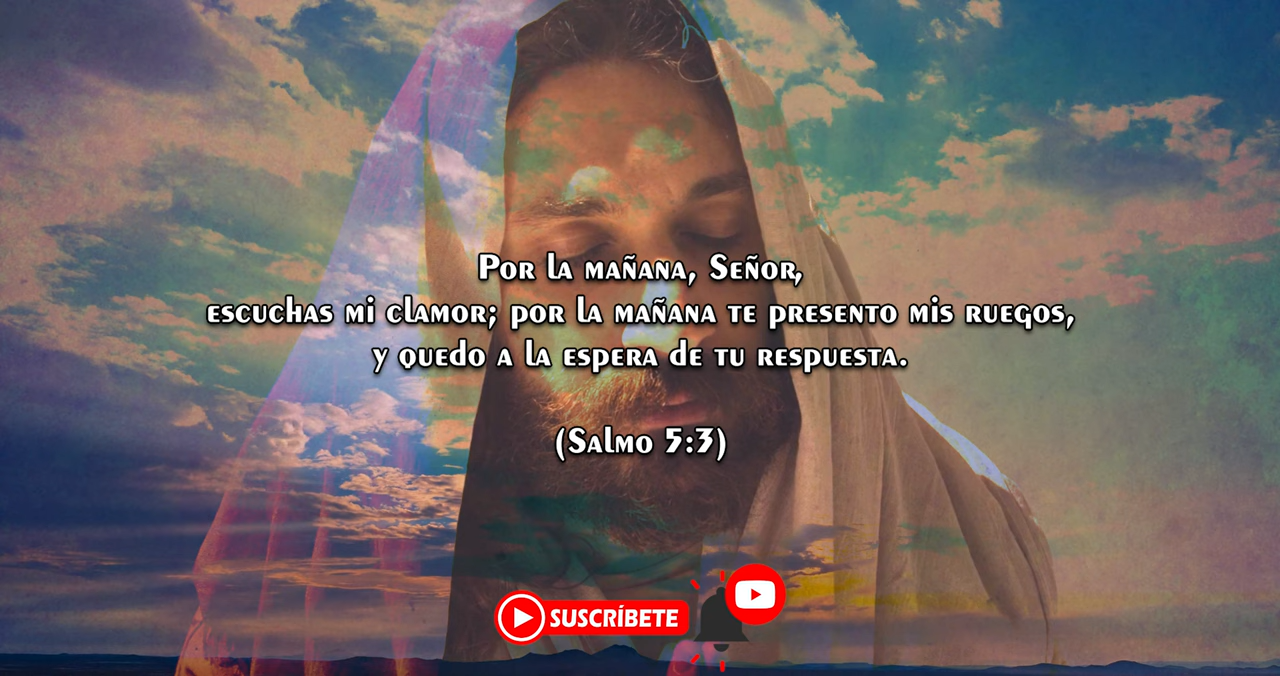 Por la mañana, Señor,
escuchas mi clamor; por la mañana te presento mis ruegos,
y quedo a la espera de tu respuesta.
(Salmo 5:3)
SUSCRÍBETE